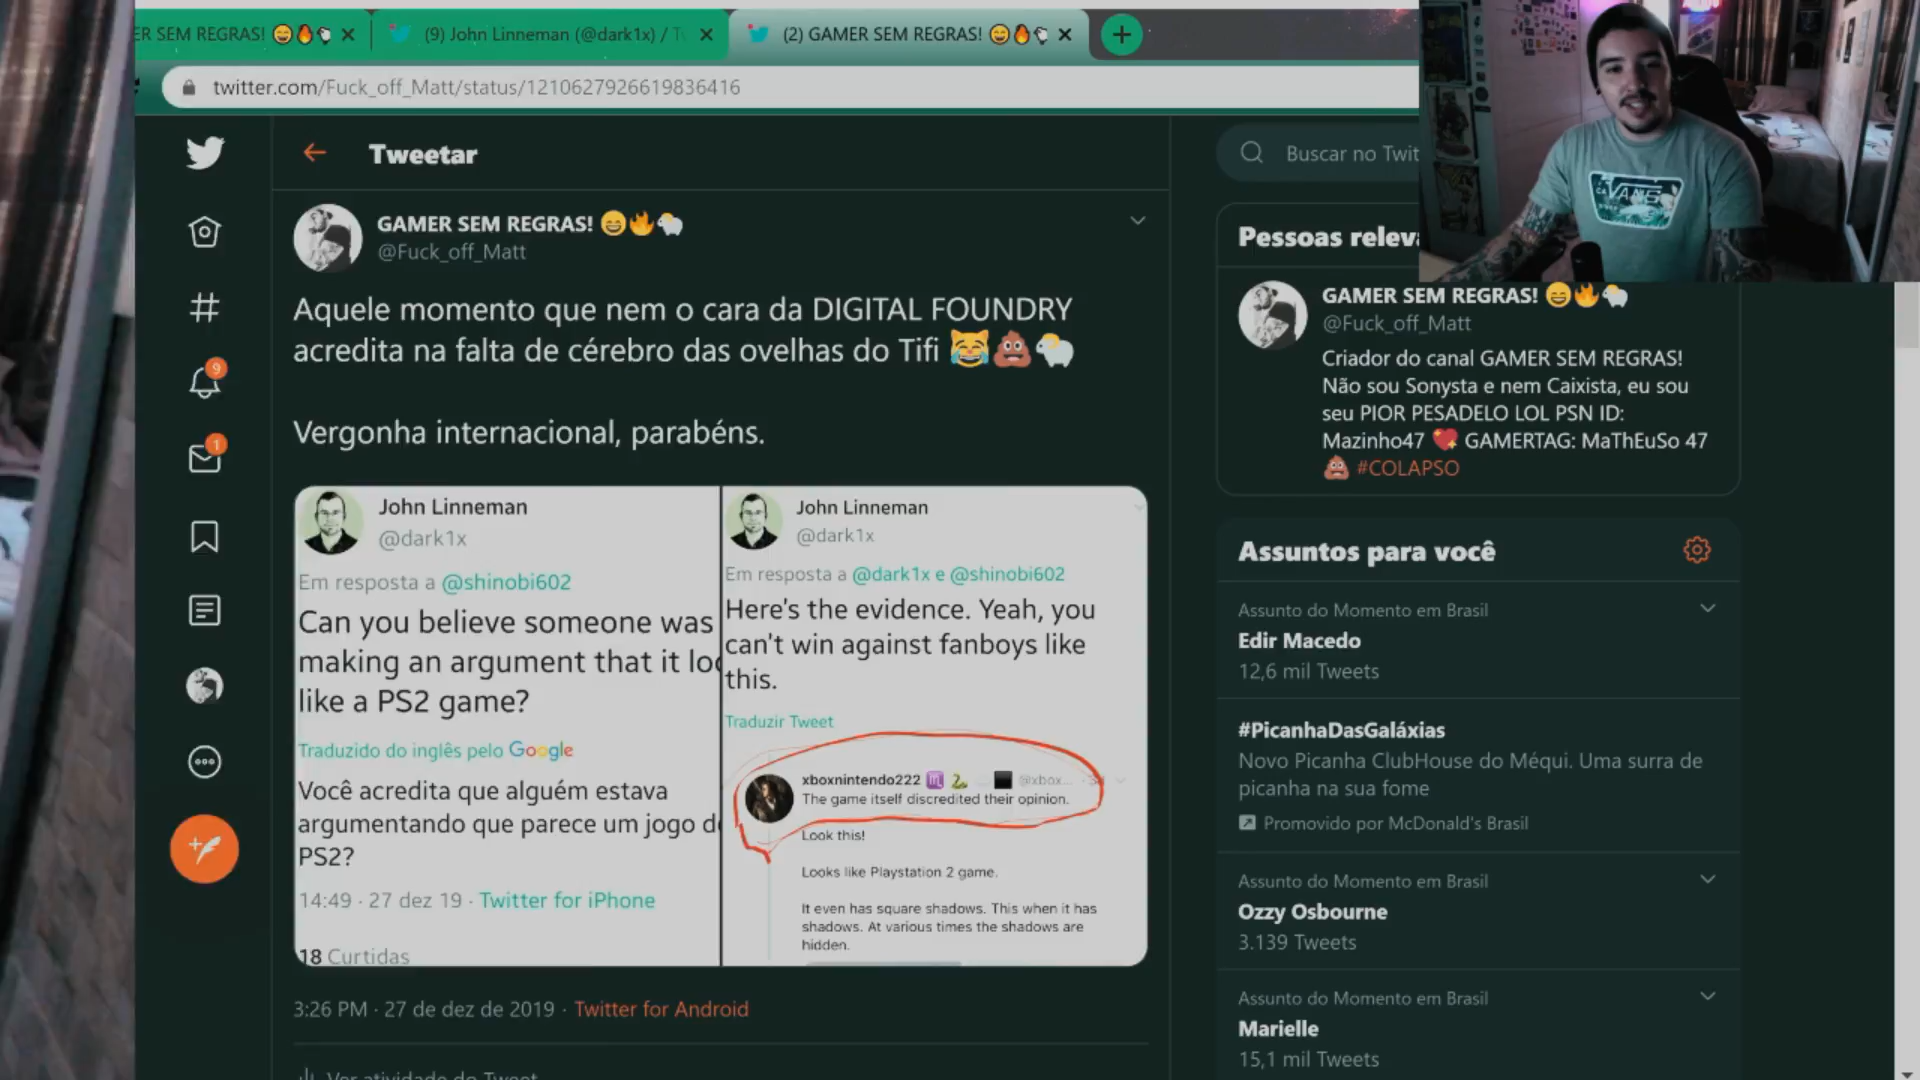 ER SEM REGRAS! 😄🔥🐑
(9) John Linneman (@dark1x) / T
(2) GAMER SEM REGRAS! 😄🔥🐑
twitter.com/Fuck_off_Matt/status/1210627926619836416
Tweetar
Buscar no Twit
GAMER SEM REGRAS! 😄🔥🐑
@Fuck_off_Matt
Aquele momento que nem o cara da DIGITAL FOUNDRY
acredita na falta de cérebro das ovelhas do Tifi 😹💩🐑
Vergonha internacional, parabéns.
John Linneman
@dark1x
Em resposta a @shinobi602
Can you believe someone was
making an argument that it loo
like a PS2 game?
Traduzido do inglês pelo Google
Você acredita que alguém estava
argumentando que parece um jogo de
PS2?
14:49 · 27 dez 19 · Twitter for iPhone
18 Curtidas
John Linneman
@dark1x
Em resposta a @dark1x e @shinobi602
Here's the evidence. Yeah, you
can't win against fanboys like
this.
Traduzir Tweet
xboxnintendo222 ♏🐍 @xbox...
The game itself discredited their opinion.
Look this!
Looks like Playstation 2 game.
It even has square shadows. This when it has
shadows. At various times the shadows are
hidden.
3:26 PM · 27 de dez de 2019 · Twitter for Android
Ver atividade do Tweet
9
1
VANS
Pessoas releva
GAMER SEM REGRAS! 😄🔥🐑
@Fuck_off_Matt
Criador do canal GAMER SEM REGRAS!
Não sou Sonysta e nem Caixista, eu sou
seu PIOR PESADELO LOL PSN ID:
Mazinho47 💖 GAMERTAG: MaThEuSo 47
💩 #COLAPSO
Assuntos para você
Assunto do Momento em Brasil
Edir Macedo
12,6 mil Tweets
#PicanhaDasGaláxias
Novo Picanha ClubHouse do Méqui. Uma surra de
picanha na sua fome
Promovido por McDonald's Brasil
Assunto do Momento em Brasil
Ozzy Osbourne
3.139 Tweets
Assunto do Momento em Brasil
Marielle
15,1 mil Tweets